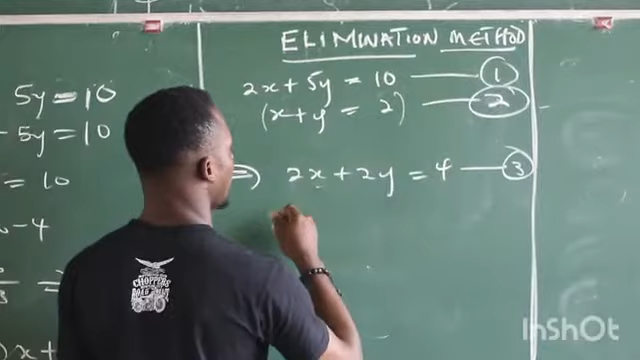 ELIMINATION METHOD
5y = 10
2x + 5y = 10 — ①
- 5y = 10
(x + y = 2) — ②
= 10
⇒) 2x + 2y = 4 — ③
- 4
CHOPPERS
ROAD
)x +
InShOt